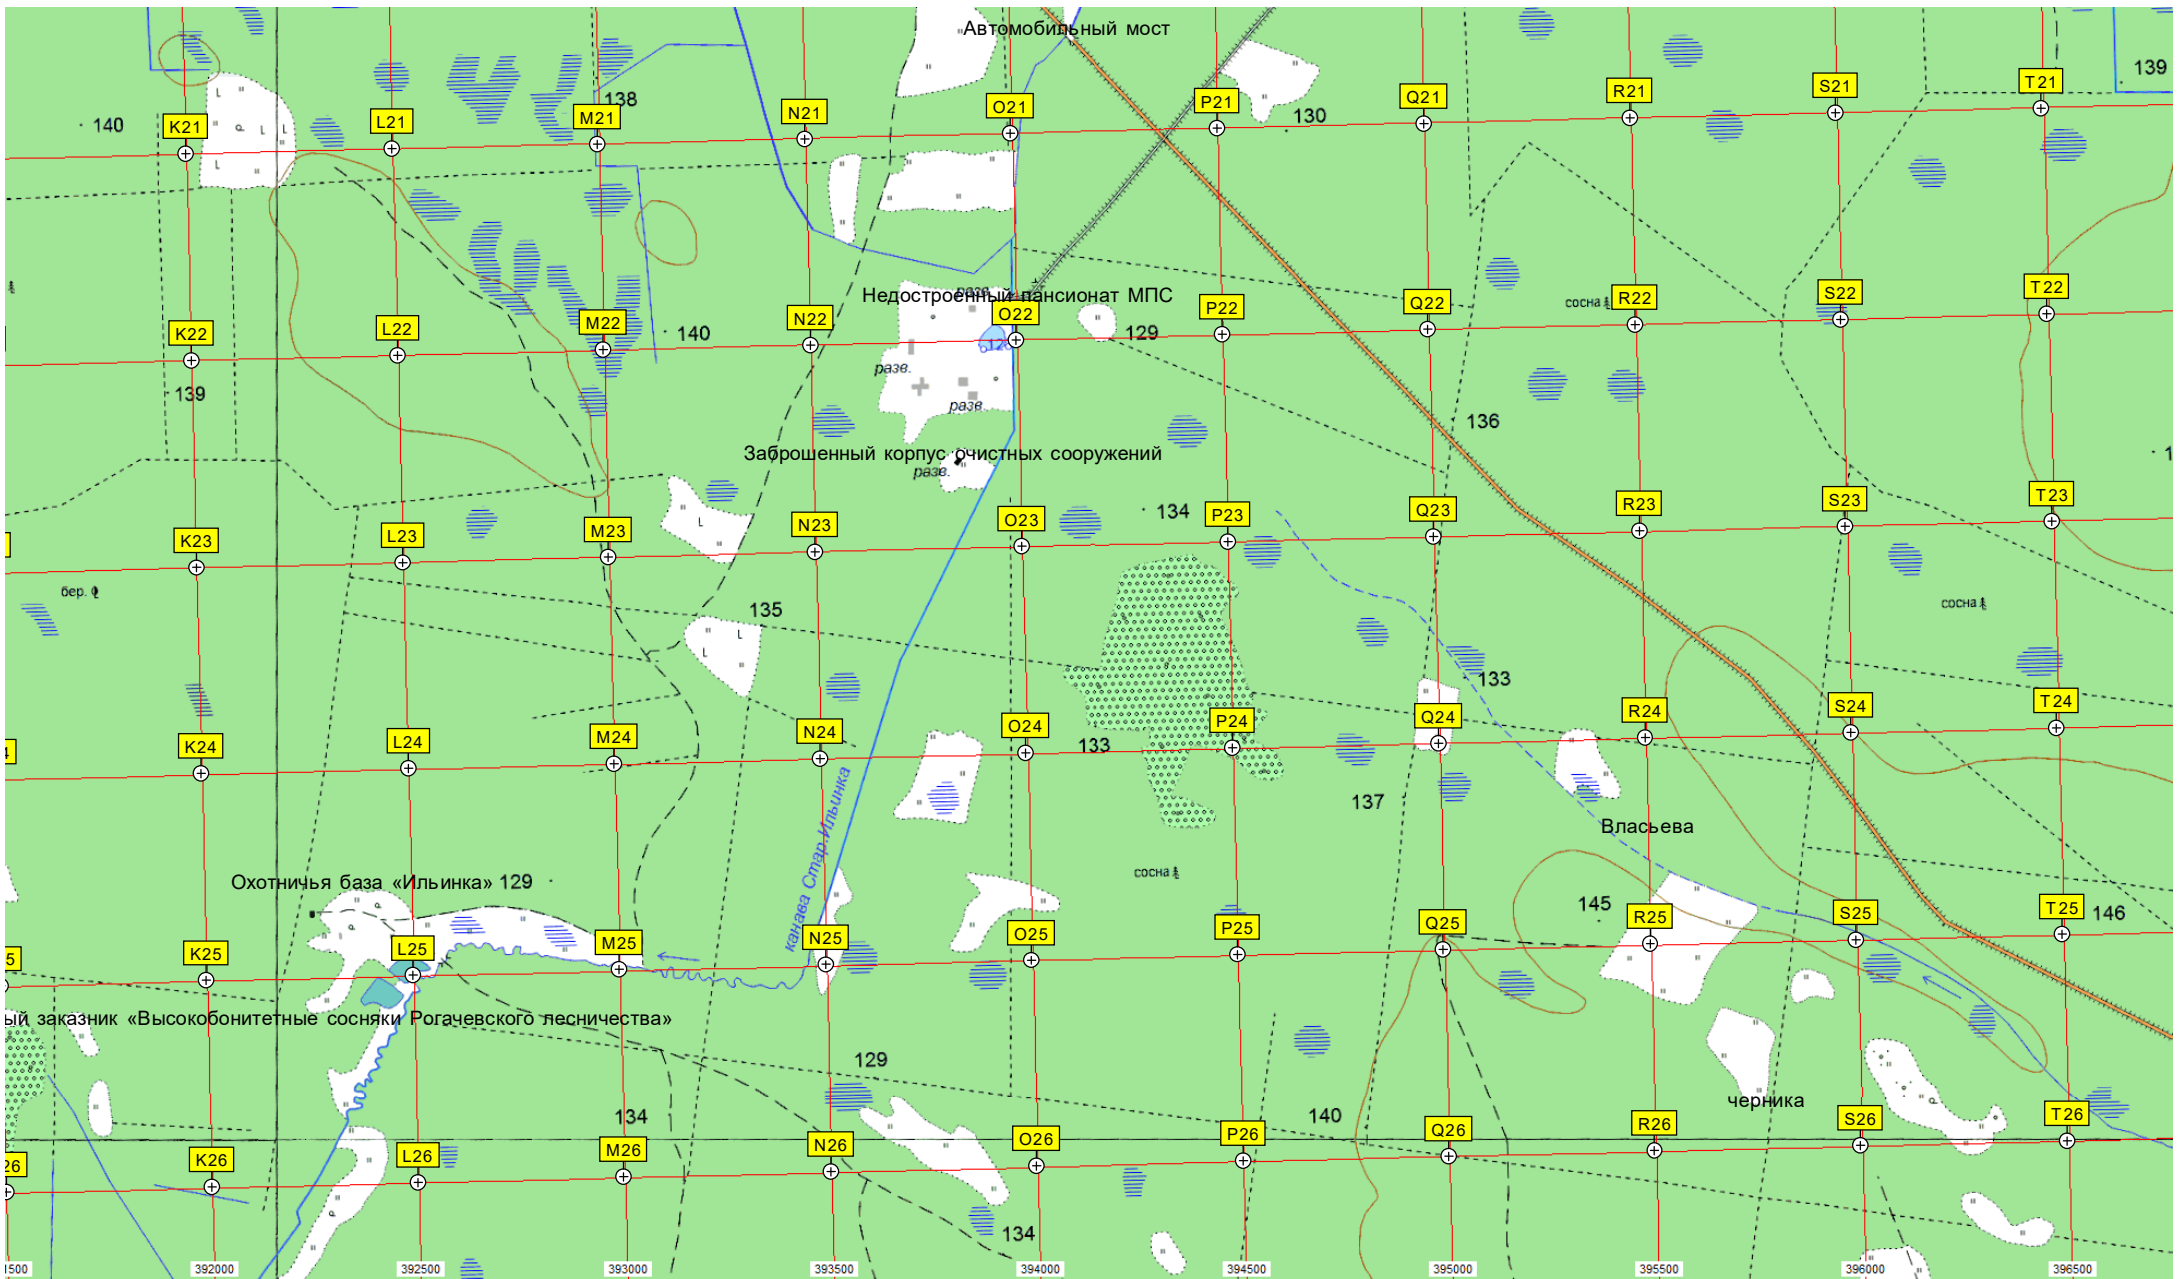 Автомобильный мост
139
T21
S21
R21
Q21
P21
138
O21
N21
M21
130
140
K21
L21
разв.
Недостроенный пансионат МПС
T22
S22
сосна
R22
Q22
P22
O22
N22
M22
140
129
L22
K22
разв.
139
разв.
136
Заброшенный корпус очистных сооружений
разв.
T23
S23
R23
134
P23
Q23
O23
N23
M23
L23
K23
бер.
135
сосна
133
T24
S24
R24
Q24
P24
O24
N24
M24
L24
K24
133
137
Власьева
канава Стар.Ильинка
сосна
Охотничья база «Ильинка»
129
145
T25
146
S25
R25
Q25
P25
O25
N25
M25
L25
K25
ый заказник «Высокобонитетные сосняки Рогачевского лесничества»
129
черника
134
140
T26
S26
R26
Q26
P26
O26
N26
M26
L26
K26
26
134
1500
392000
392500
393000
393500
394000
394500
395000
395500
396000
396500